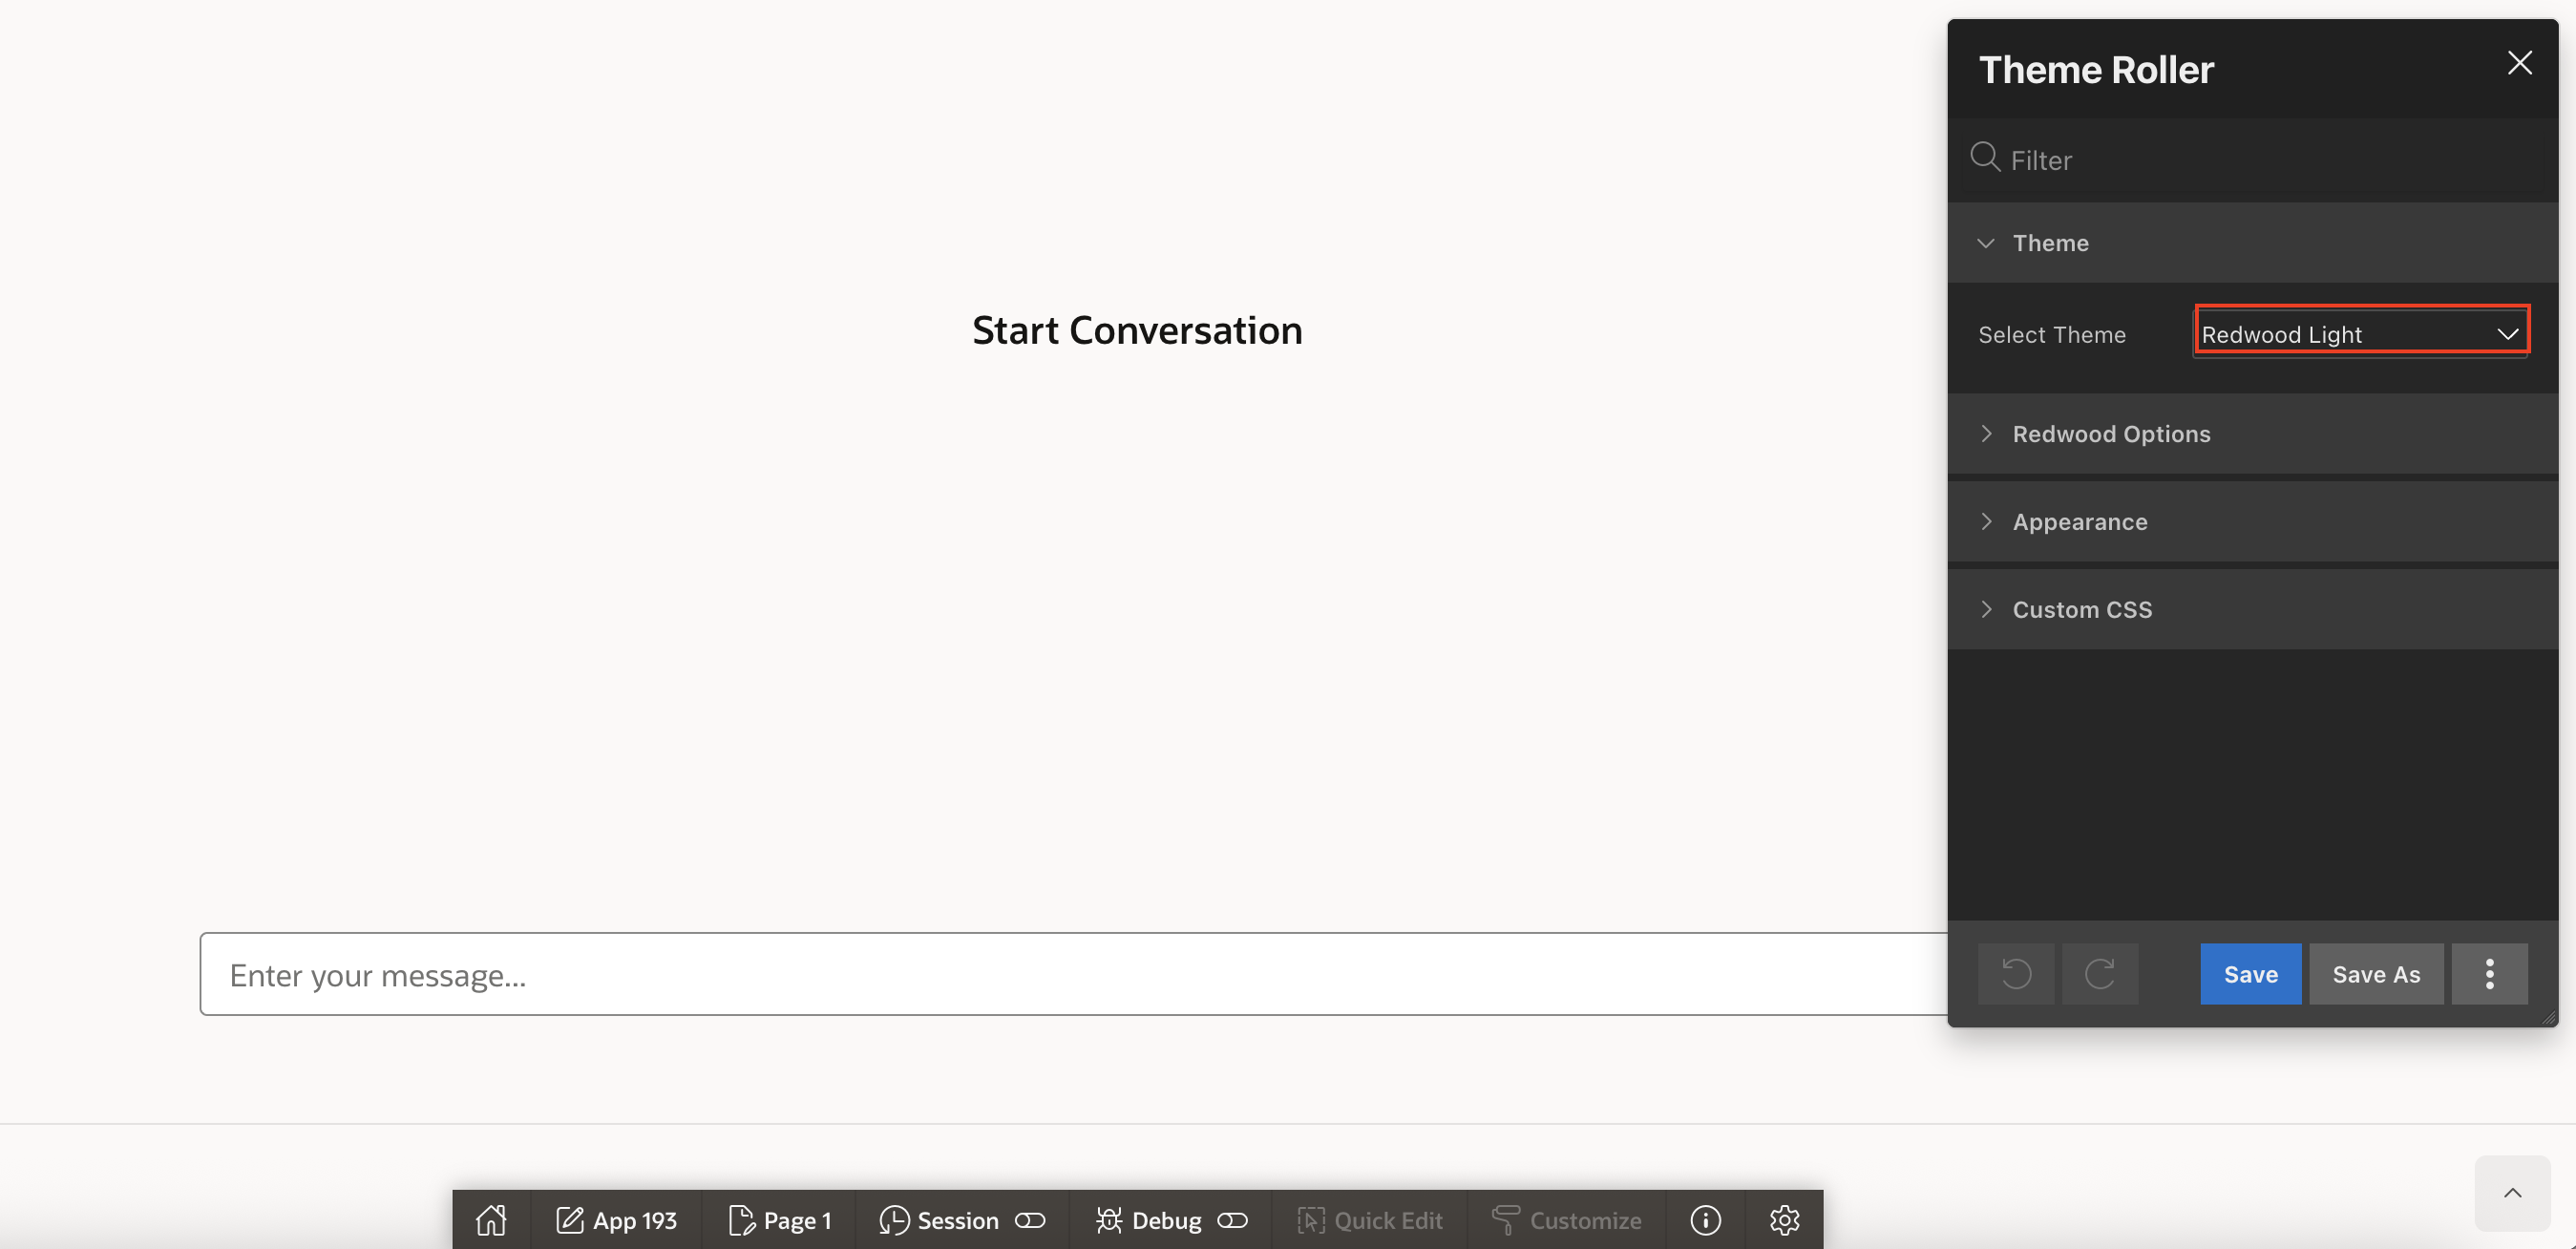 Theme Roller
Filter
Theme
Start Conversation
Select Theme
Redwood Light
Redwood Options
Appearance
Custom CSS
Enter your message...
Save
Save As
App 193
Page 1
Session
Debug
Quick Edit
Customize